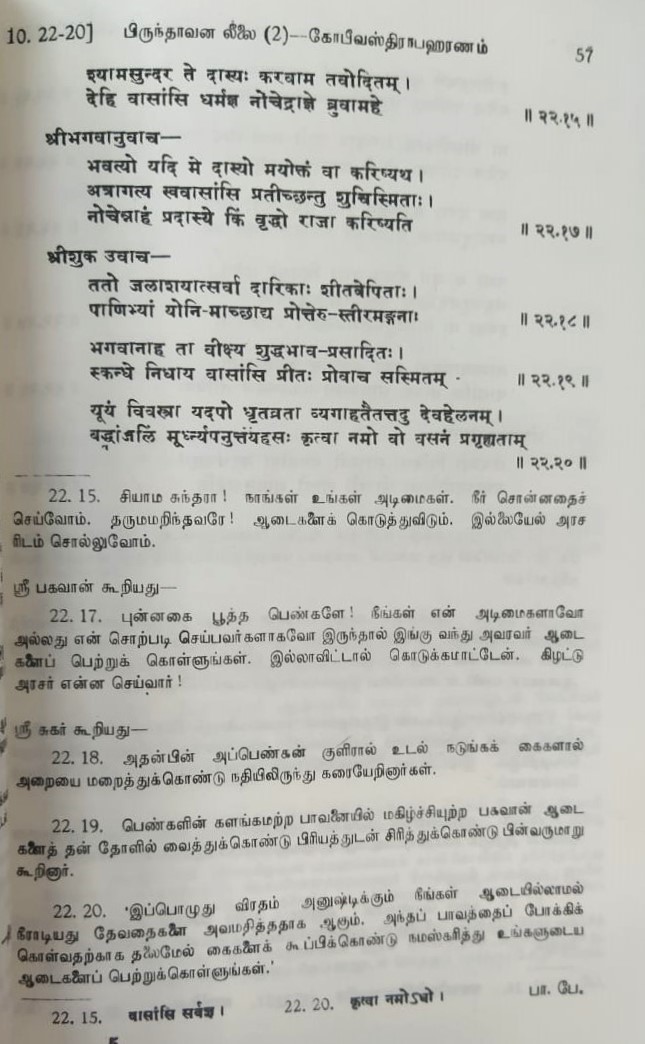 10. 22-20] பிருந்தாவன லீலை (2)—கோபீவஸ்திராபஹரணம் 57
श्यामसुन्दर ते दास्यः करवाम तवोदितम् ।
देहि वासांसि धर्मज्ञ नोचेद्राज्ञे ब्रुवामहे ॥ २२.१५ ॥
श्रीभगवानुवाच—
भवत्यो यदि मे दास्यो मयोक्तं वा करिष्यथ ।
अत्रागत्य स्ववासांसि प्रतीच्छन्तु शुचिस्मिताः ।
नोचेन्नाहं प्रदास्ये किं वृद्धो राजा करिष्यति ॥ २२.१७ ॥
श्रीशुक उवाच—
ततो जलाशयात्सर्वा दारिकाः शीतवेपिताः ।
पाणिभ्यां योनि-माच्छाद्य प्रोत्तेरु-स्तीरमङ्गनाः ॥ २२.१८ ॥
भगवानाह ता वीक्ष्य शुद्धभाव-प्रसादितः ।
स्कन्धे निधाय वासांसि प्रीतः प्रोवाच सस्मितम् ॥ २२.१९ ॥
यूयं विवस्त्रा यदपो धृतव्रता व्यगाहतैतत्तदु देवहेलनम् ।
बद्ध्वांजलिं मूर्ध्न्यपनुत्तयेंहसः कृत्वा नमो वो वसनं प्रगृह्यताम्
॥ २२.२० ॥
22. 15. சியாம சுந்தரா ! நாங்கள் உங்கள் அடிமைகள். நீர் சொன்னதைச்
செய்வோம். தருமமறிந்தவரே ! ஆடைகளைக் கொடுத்துவிடும். இல்லையேல் அரச
ரிடம் சொல்லுவோம்.
ஸ்ரீ பகவான் கூறியது—
22. 17. புன்னகை பூத்த பெண்களே ! நீங்கள் என் அடிமைகளாவோ
அல்லது என் சொற்படி செய்பவர்களாகவோ இருந்தால் இங்கு வந்து அவரவர் ஆடை
களைப் பெற்றுக் கொள்ளுங்கள். இல்லாவிட்டால் கொடுக்கமாட்டேன். கிழட்டு
அரசர் என்ன செய்வார் !
ஸ்ரீ சுகர் கூறியது—
22. 18. அதன்பின் அப்பெண்கள் குளிரால் உடல் நடுங்கக் கைகளால்
அறையை மறைத்துக்கொண்டு நதியிலிருந்து கரையேறினார்கள்.
22. 19. பெண்களின் களங்கமற்ற பாவனையில் மகிழ்ச்சியுற்ற பகவான் ஆடை
களைத் தன் தோளில் வைத்துக்கொண்டு பிரியத்துடன் சிரித்துக்கொண்டு பின்வருமாறு
கூறினார்.
22. 20. 'இப்பொழுது விரதம் அனுஷ்டிக்கும் நீங்கள் ஆடையில்லாமல்
நீராடியது தேவதைகளை அவமதித்ததாக ஆகும். அந்தப் பாவத்தைப் போக்கிக்
கொள்வதற்காக தலைமேல் கைகளைக் கூப்பிக்கொண்டு நமஸ்கரித்து உங்களுடைய
ஆடைகளைப் பெற்றுக்கொள்ளுங்கள்.'
22. 15. वासांसि सर्वज्ञ । 22. 20. कृत्वा नमोऽधो । பா. பே.